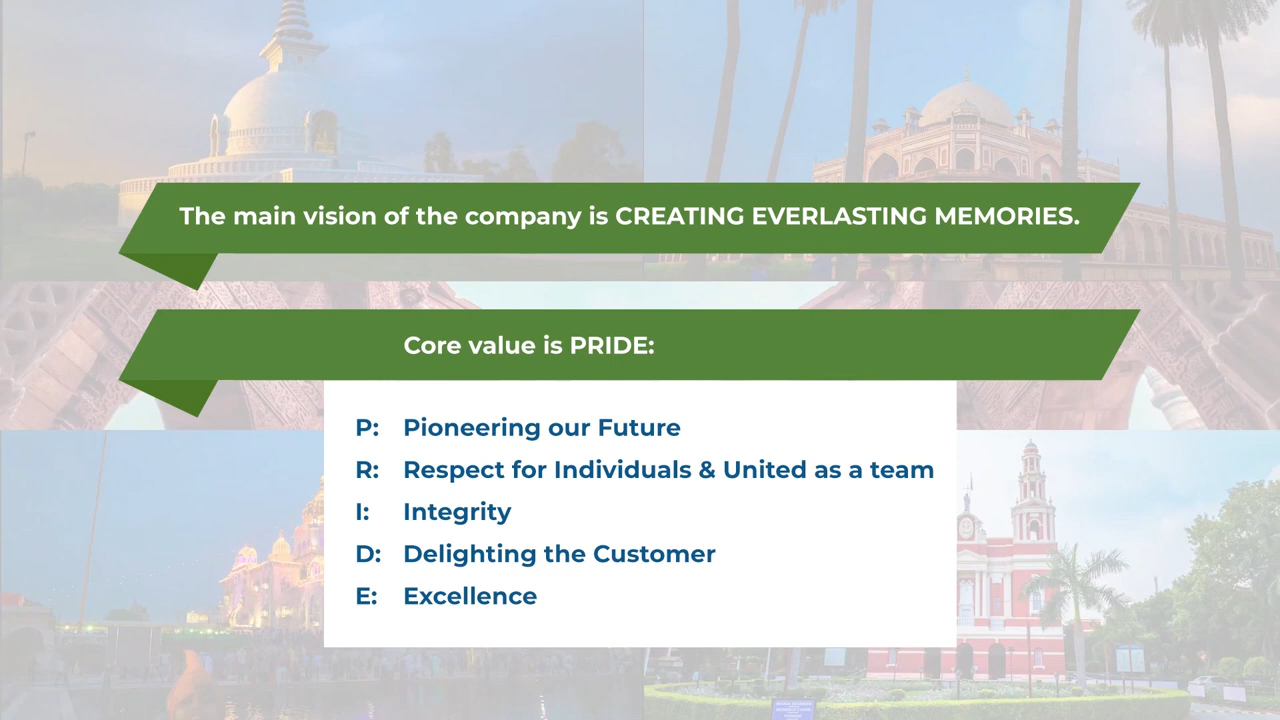 The main vision of the company is CREATING EVERLASTING MEMORIES.
Core value is PRIDE:
P: Pioneering our Future
R: Respect for Individuals & United as a team
I: Integrity
D: Delighting the Customer
E: Excellence